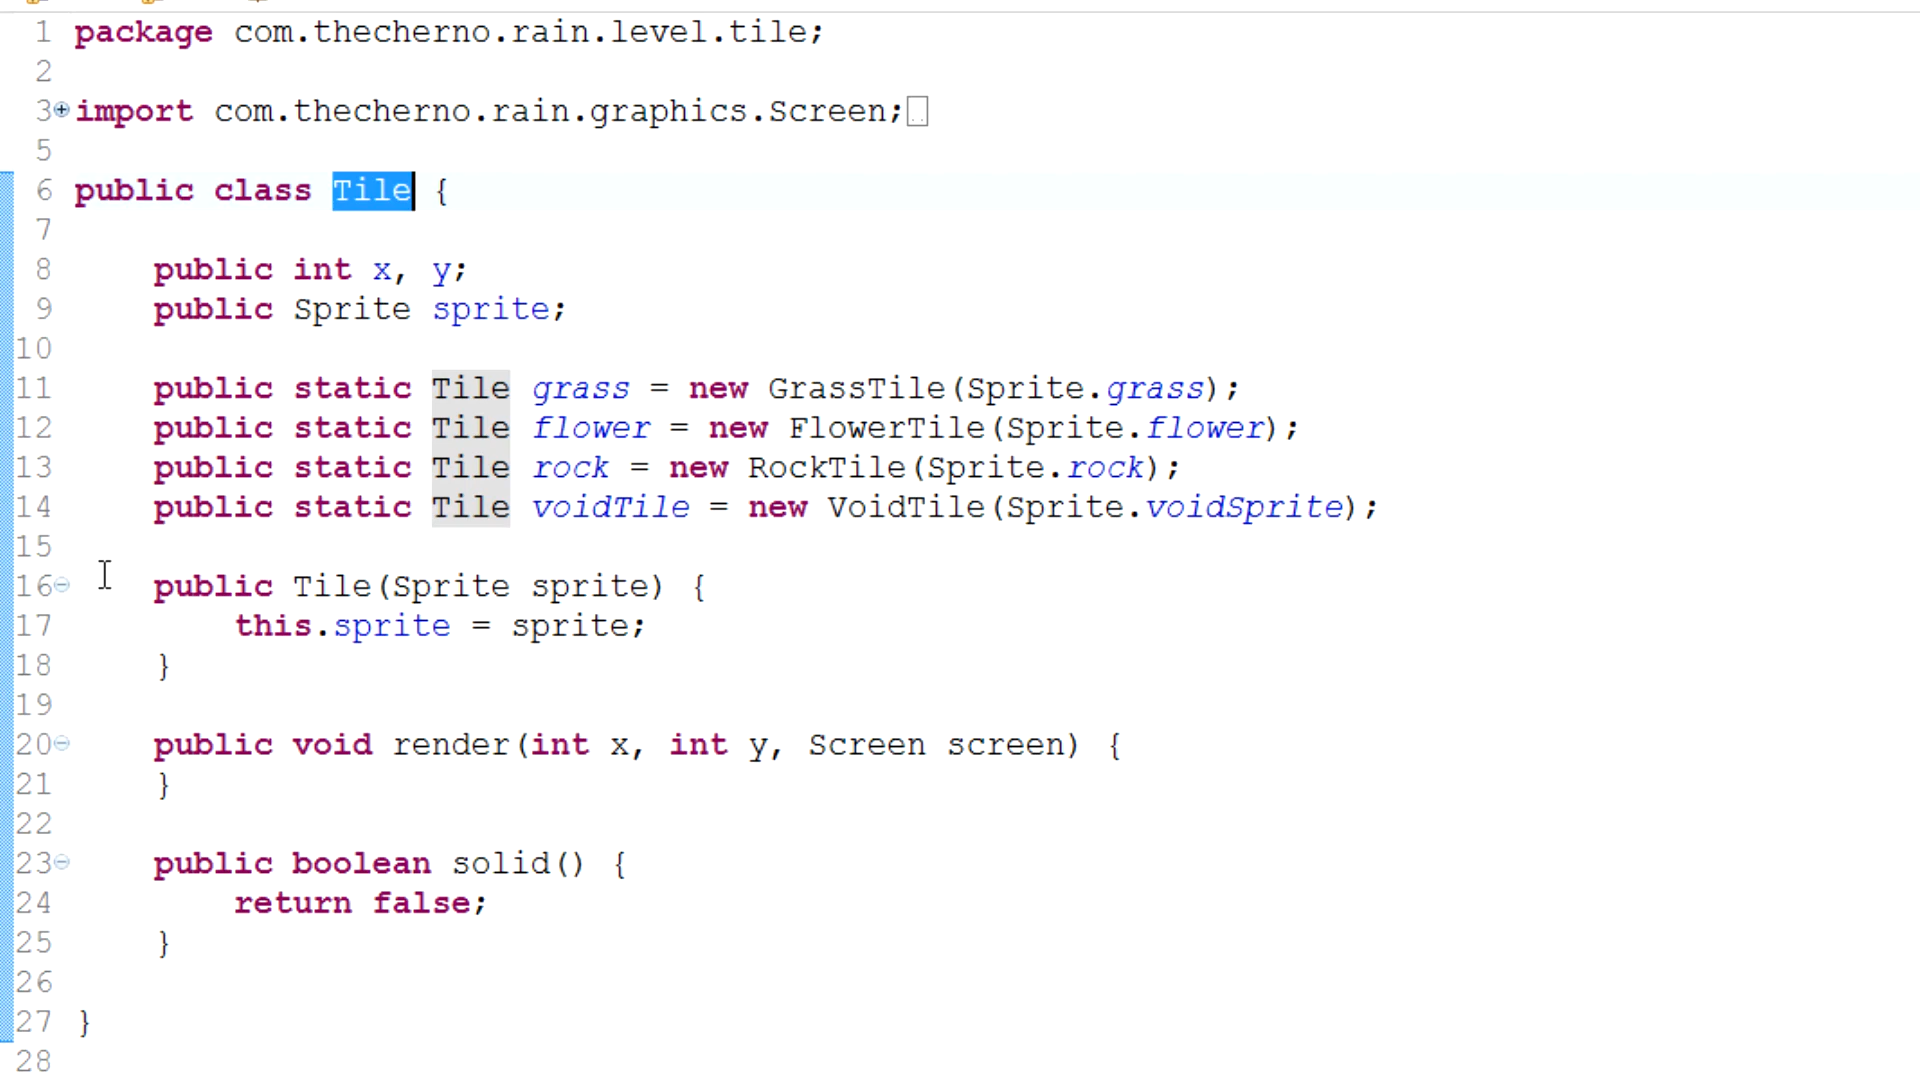 1 package com.thecherno.rain.level.tile;
2
3 import com.thecherno.rain.graphics.Screen;
5
6 public class Tile {
7
8 public int x, y;
9 public Sprite sprite;
10
11 public static Tile grass = new GrassTile(Sprite.grass);
12 public static Tile flower = new FlowerTile(Sprite.flower);
13 public static Tile rock = new RockTile(Sprite.rock);
14 public static Tile voidTile = new VoidTile(Sprite.voidSprite);
15
16 public Tile(Sprite sprite) {
17 this.sprite = sprite;
18 }
19
20 public void render(int x, int y, Screen screen) {
21 }
22
23 public boolean solid() {
24 return false;
25 }
26
27 }
28